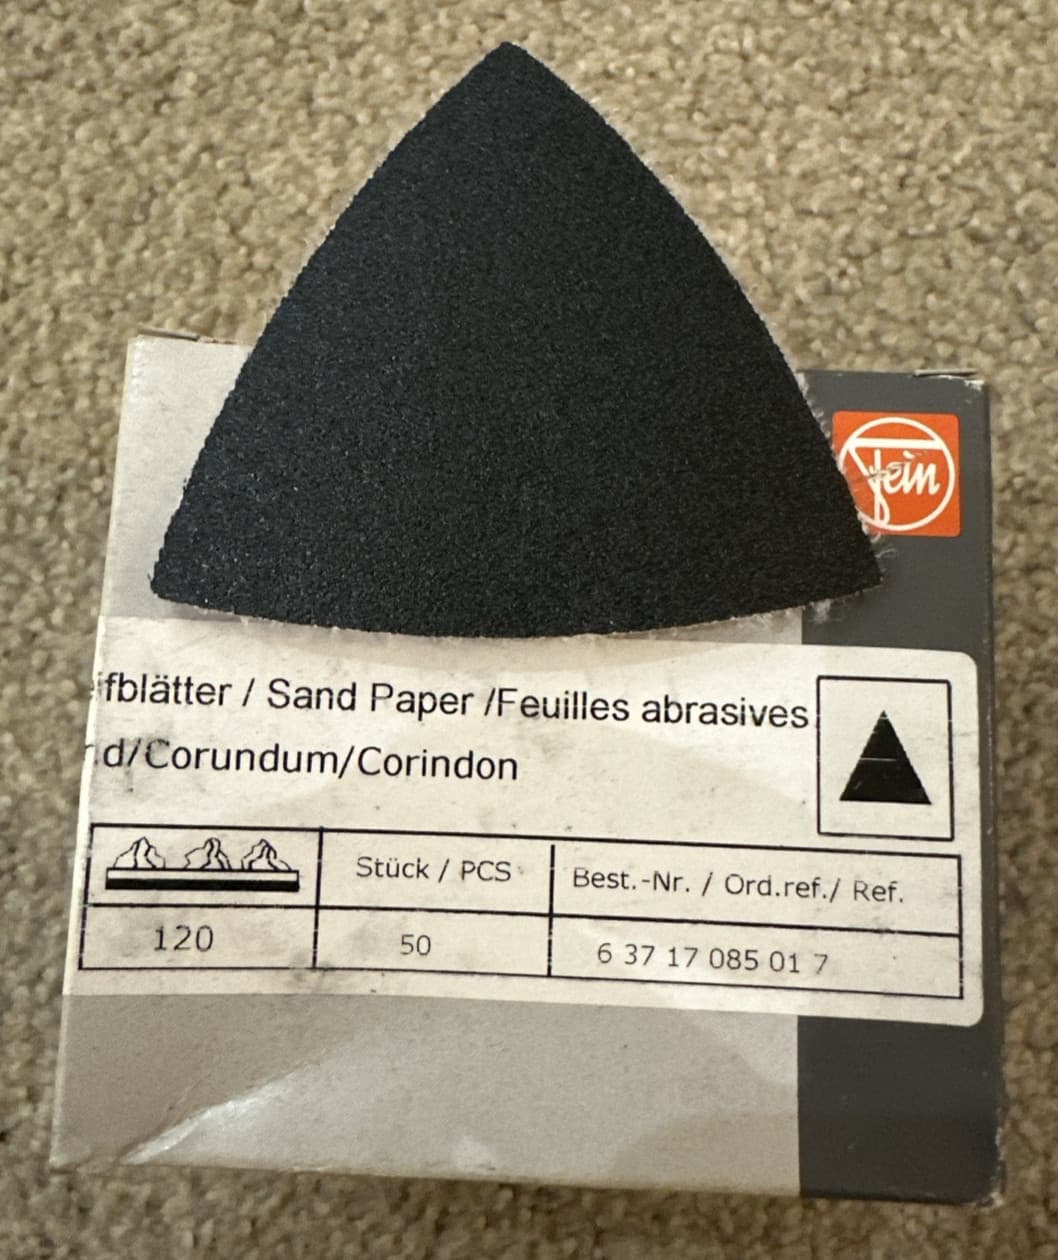 fein
ifblätter / Sand Paper /Feuilles abrasives
d/Corundum/Corindon
Stück / PCS
Best.-Nr. / Ord.ref./ Ref.
120
50
6 37 17 085 01 7